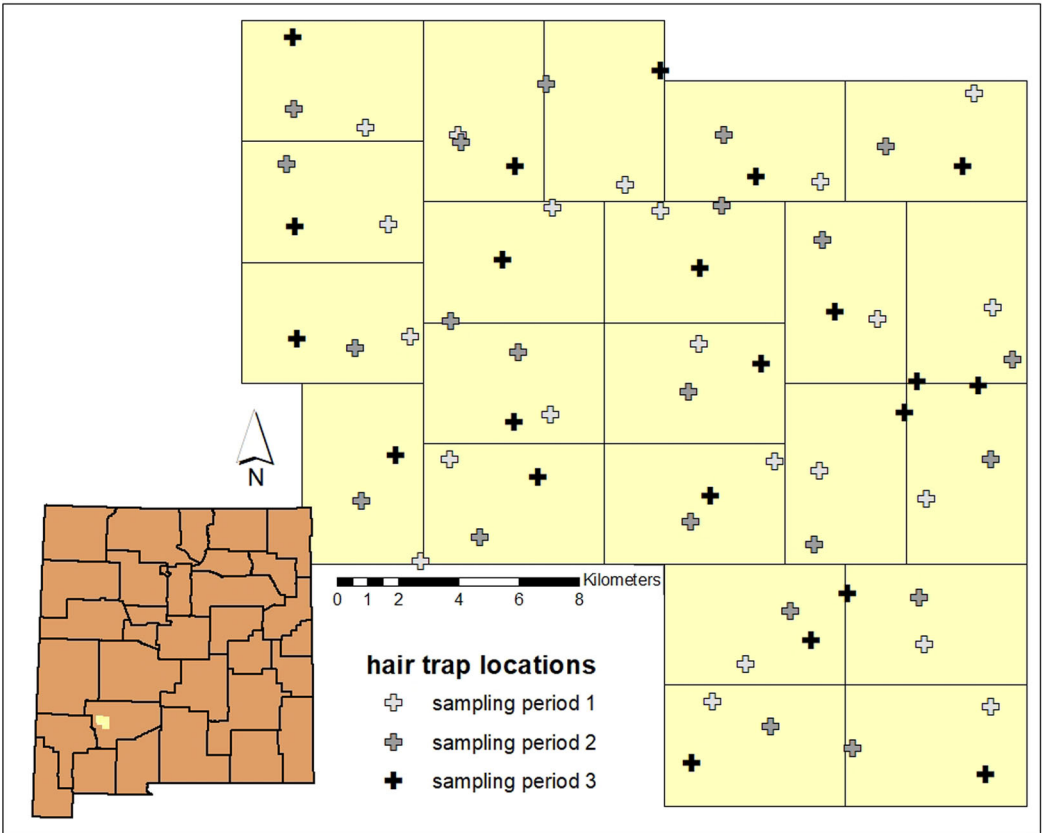 N
Kilometers
0 1 2 4 6 8
hair trap locations
sampling period 1
sampling period 2
sampling period 3